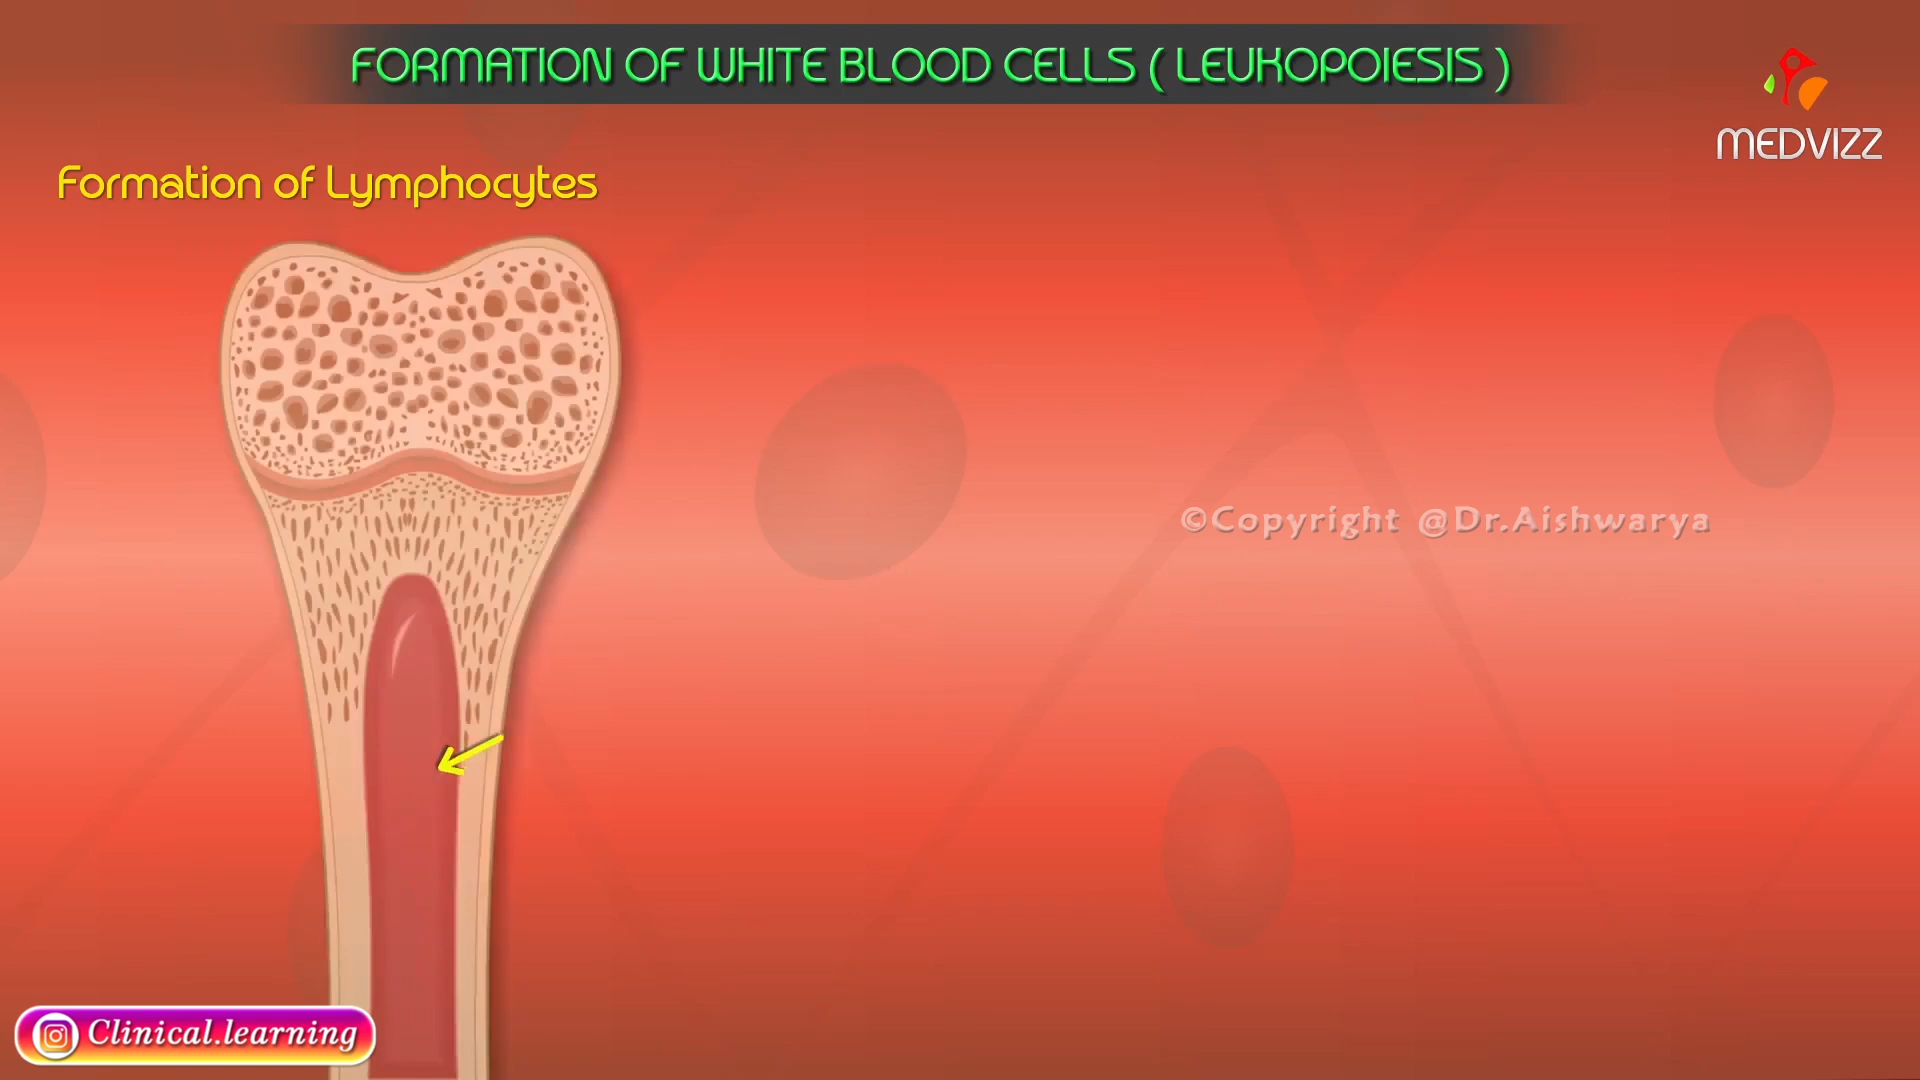 FORMATION OF WHITE BLOOD CELLS ( LEUKOPOIESIS )
MEDVIZZ
Formation of Lymphocytes
©Copyright @Dr.Aishwarya
Clinical.learning